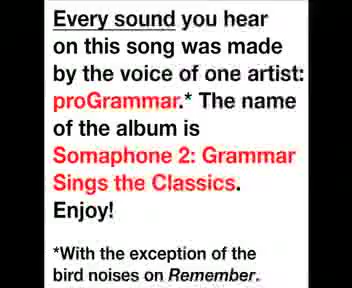 Every sound you hear
on this song was made
by the voice of one artist:
proGrammar.* The name
of the album is
Somaphone 2: Grammar
Sings the Classics.
Enjoy!
*With the exception of the
bird noises on Remember.